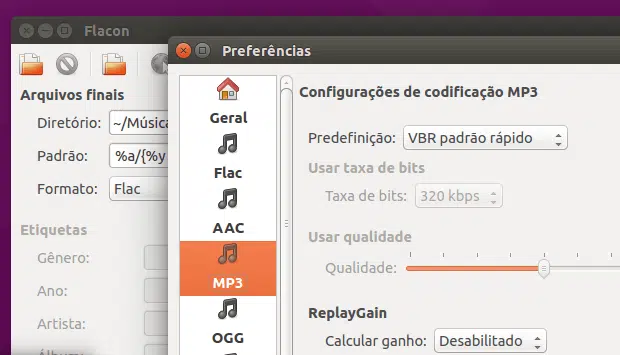 Flacon
Preferências
Arquivos finais
Diretório: ~/Música
Padrão: %a/{%y
Formato: Flac
Etiquetas
Gênero:
Ano:
Artista:
Geral
Flac
AAC
MP3
OGG
Configurações de codificação MP3
Predefinição: VBR padrão rápido
Usar taxa de bits
Taxa de bits: 320 kbps
Usar qualidade
Qualidade:
ReplayGain
Calcular ganho: Desabilitado